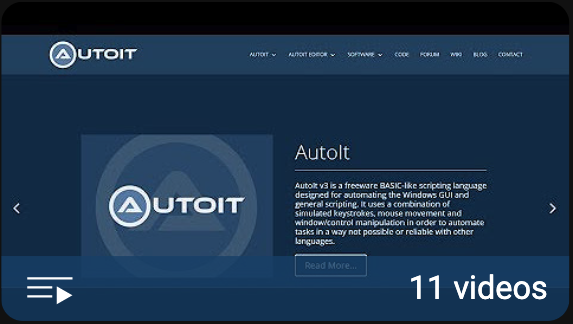 AUTOIT
AUTOIT AUTOIT EDITOR SOFTWARE CODE FORUM WIKI BLOG CONTACT
AutoIt
AUTOIT
AutoIt v3 is a freeware BASIC-like scripting language
designed for automating the Windows GUI and
general scripting. It uses a combination of
simulated keystrokes, mouse movement and
window/control manipulation in order to automate
tasks in a way not possible or reliable with other
languages.
Read More...
11 videos